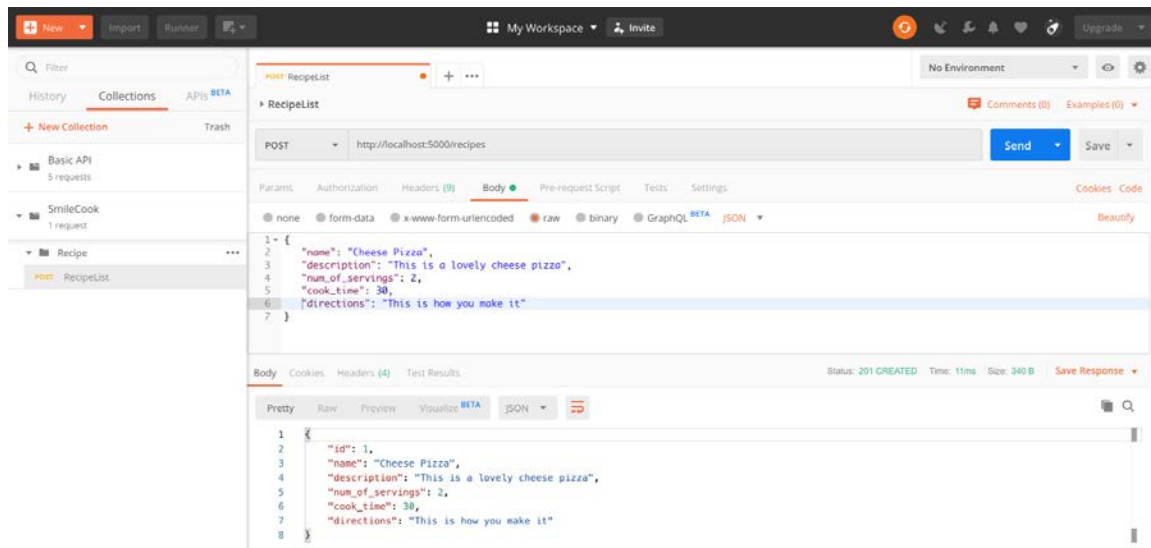 New Import Runner My Workspace Invite Upgrade
Filter
History Collections APIs BETA
+ New Collection Trash
Basic API
5 requests
SmileCook
1 request
Recipe
POST RecipeList
POST RecipeList + ••• No Environment
RecipeList Comments (0) Examples (0)
POST http://localhost:5000/recipes Send Save
Params Authorization Headers (9) Body Pre-request Script Tests Settings Cookies Code
none form-data x-www-form-urlencoded raw binary GraphQL BETA JSON Beautify
1 {
2 "name": "Cheese Pizza",
3 "description": "This is a lovely cheese pizza",
4 "num_of_servings": 2,
5 "cook_time": 30,
6 "directions": "This is how you make it"
7 }
Body Cookies Headers (4) Test Results Status: 201 CREATED Time: 11ms Size: 340 B Save Response
Pretty Raw Preview Visualize BETA JSON
1 {
2 "id": 1,
3 "name": "Cheese Pizza",
4 "description": "This is a lovely cheese pizza",
5 "num_of_servings": 2,
6 "cook_time": 30,
7 "directions": "This is how you make it"
8 }